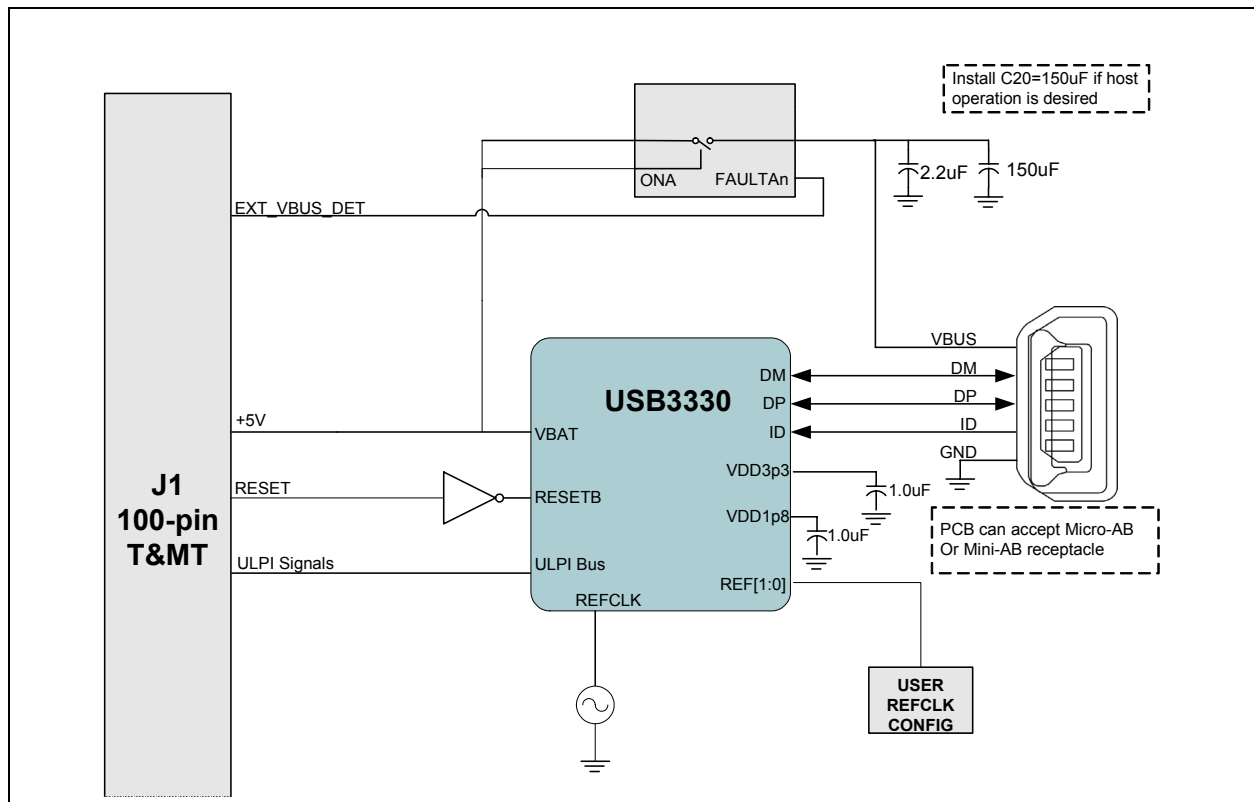 Install C20=150uF if host
operation is desired
ONA
FAULTAn
2.2uF
150uF
EXT_VBUS_DET
VBUS
DM
DM
USB3330
DP
DP
+5V
VBAT
ID
ID
GND
VDD3p3
J1
100-pin
T&MT
RESET
RESETB
1.0uF
VDD1p8
1.0uF
PCB can accept Micro-AB
Or Mini-AB receptacle
ULPI Signals
ULPI Bus
REF[1:0]
REFCLK
USER
REFCLK
CONFIG